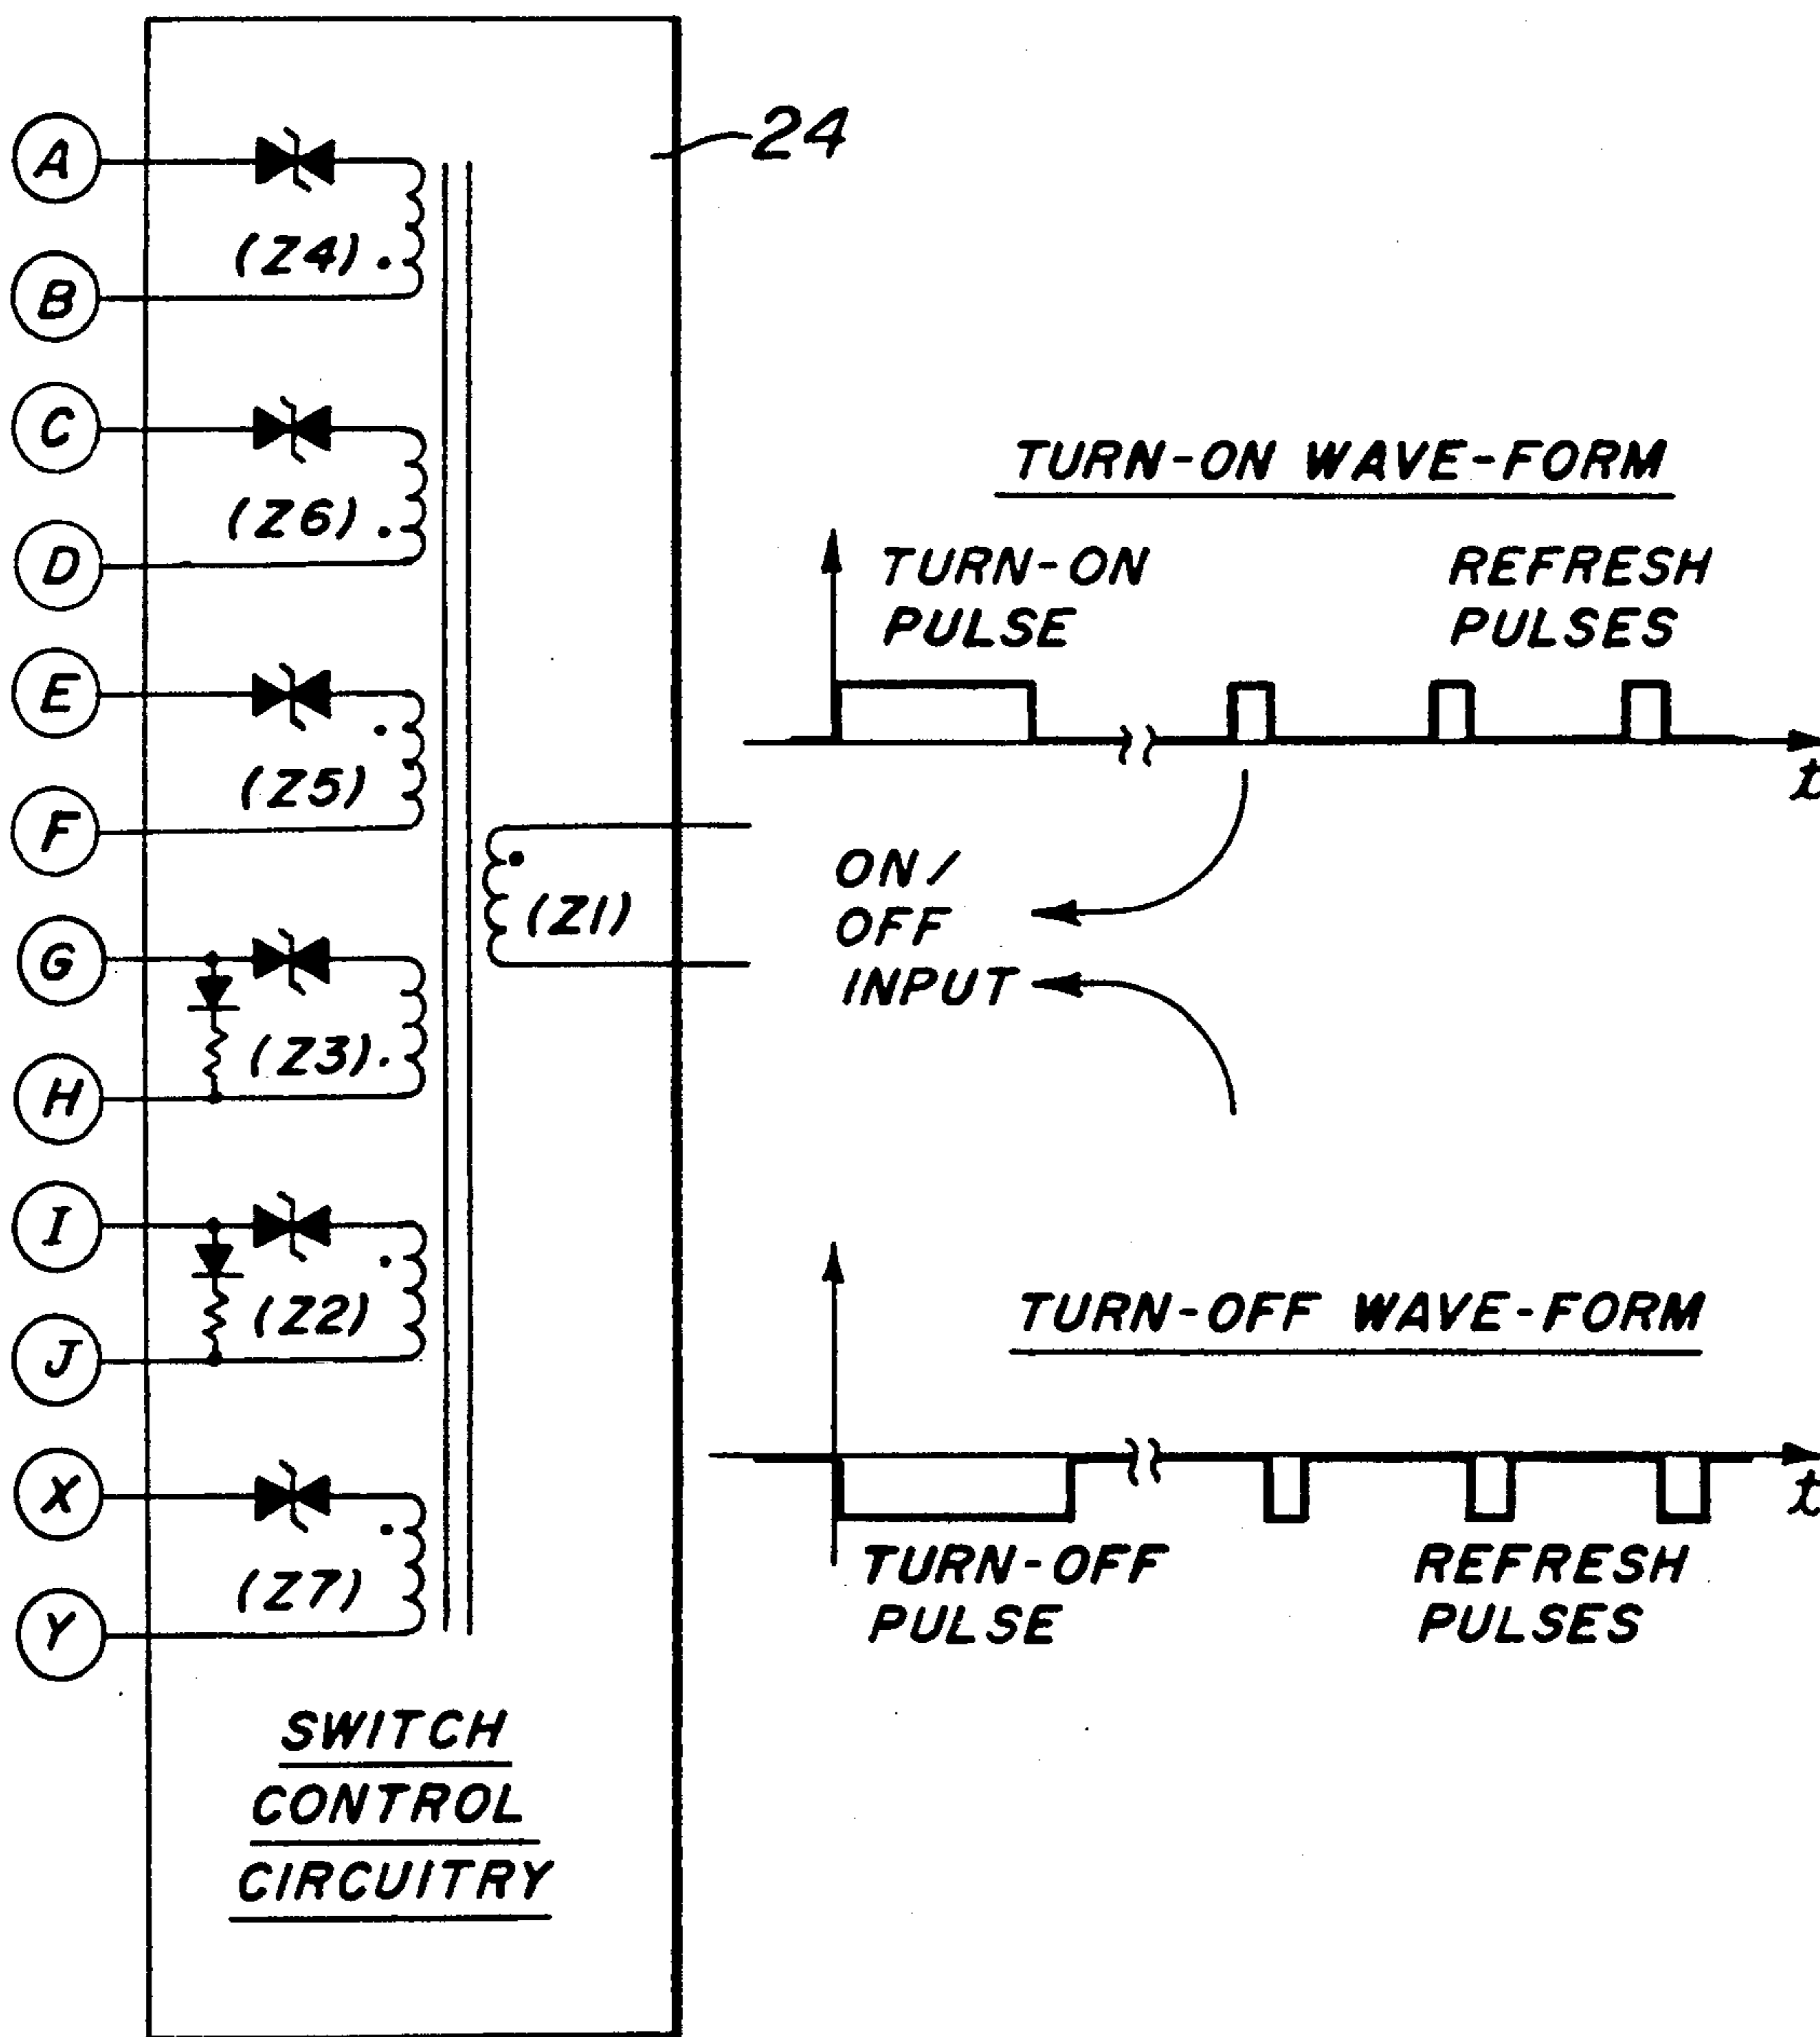 24
A
(Z4)
B
C
(Z6)
D
E
(Z5)
F
G
(Z3)
H
I
(Z2)
J
X
(Z7)
Y
(Z1)
SWITCH
CONTROL
CIRCUITRY
TURN-ON WAVE-FORM
TURN-ON
PULSE
REFRESH
PULSES
t
ON/
OFF
INPUT
TURN-OFF WAVE-FORM
t
TURN-OFF
PULSE
REFRESH
PULSES